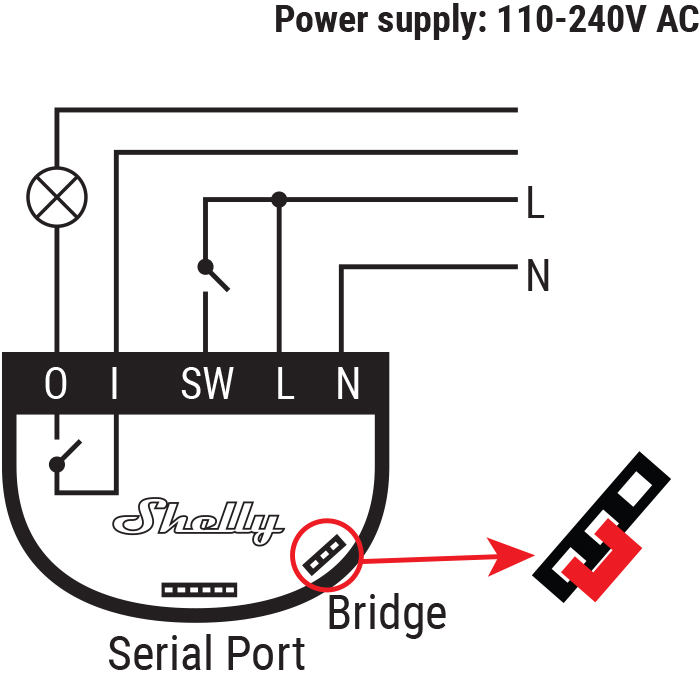 Power supply: 110-240V AC
L
N
O I SW L N
Shelly
Bridge
Serial Port